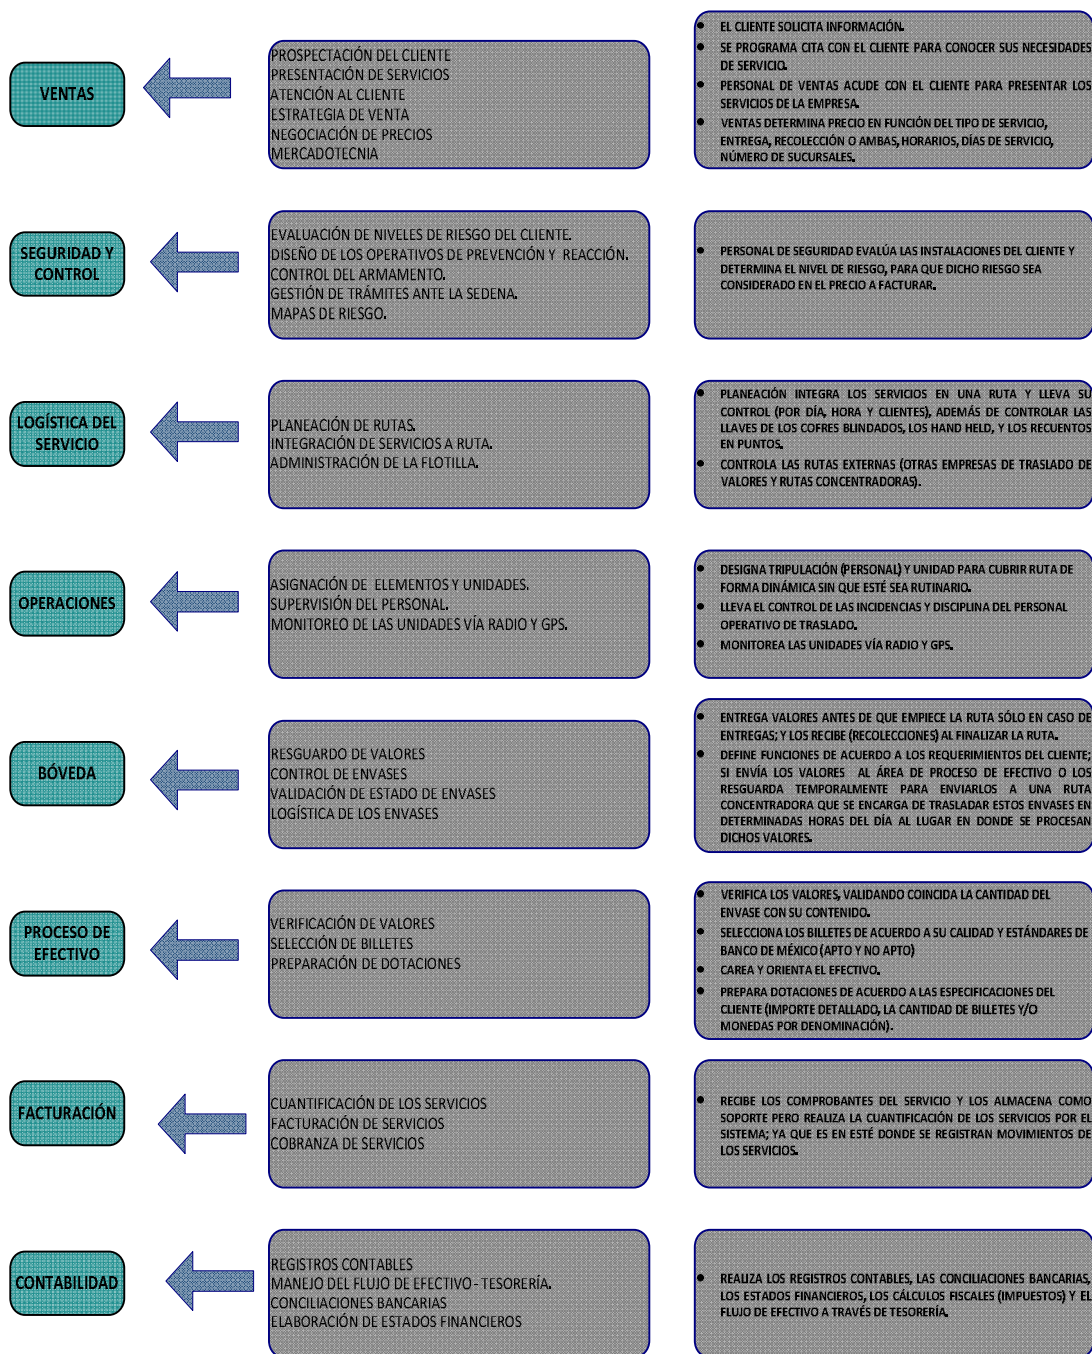 VENTAS
PROSPECTACIÓN DEL CLIENTE
PRESENTACIÓN DE SERVICIOS
ATENCIÓN AL CLIENTE
ESTRATEGIA DE VENTA
NEGOCIACIÓN DE PRECIOS
MERCADOTECNIA
• EL CLIENTE SOLICITA INFORMACIÓN.
• SE PROGRAMA CITA CON EL CLIENTE PARA CONOCER SUS NECESIDADES
DE SERVICIO.
• PERSONAL DE VENTAS ACUDE CON EL CLIENTE PARA PRESENTAR LOS
SERVICIOS DE LA EMPRESA.
• VENTAS DETERMINA PRECIO EN FUNCIÓN DEL TIPO DE SERVICIO,
ENTREGA, RECOLECCIÓN O AMBAS, HORARIOS, DÍAS DE SERVICIO,
NÚMERO DE SUCURSALES.
SEGURIDAD Y
CONTROL
EVALUACIÓN DE NIVELES DE RIESGO DEL CLIENTE.
DISEÑO DE LOS OPERATIVOS DE PREVENCIÓN Y REACCIÓN.
CONTROL DEL ARMAMENTO.
GESTIÓN DE TRÁMITES ANTE LA SEDENA.
MAPAS DE RIESGO.
• PERSONAL DE SEGURIDAD EVALÚA LAS INSTALACIONES DEL CLIENTE Y
DETERMINA EL NIVEL DE RIESGO, PARA QUE DICHO RIESGO SEA
CONSIDERADO EN EL PRECIO A FACTURAR.
LOGÍSTICA DEL
SERVICIO
PLANEACIÓN DE RUTAS.
INTEGRACIÓN DE SERVICIOS A RUTA.
ADMINISTRACIÓN DE LA FLOTILLA.
• PLANEACIÓN INTEGRA LOS SERVICIOS EN UNA RUTA Y LLEVA SU
CONTROL (POR DÍA, HORA Y CLIENTES), ADEMÁS DE CONTROLAR LAS
LLAVES DE LOS COFRES BLINDADOS, LOS HAND HELD, Y LOS RECUENTOS
EN PUNTOS.
• CONTROLA LAS RUTAS EXTERNAS (OTRAS EMPRESAS DE TRASLADO DE
VALORES Y RUTAS CONCENTRADORAS).
OPERACIONES
ASIGNACIÓN DE ELEMENTOS Y UNIDADES.
SUPERVISIÓN DEL PERSONAL.
MONITOREO DE LAS UNIDADES VÍA RADIO Y GPS.
• DESIGNA TRIPULACIÓN (PERSONAL) Y UNIDAD PARA CUBRIR RUTA DE
FORMA DINÁMICA SIN QUE ESTÉ SEA RUTINARIO.
• LLEVA EL CONTROL DE LAS INCIDENCIAS Y DISCIPLINA DEL PERSONAL
OPERATIVO DE TRASLADO.
• MONITOREA LAS UNIDADES VÍA RADIO Y GPS.
BÓVEDA
RESGUARDO DE VALORES
CONTROL DE ENVASES
VALIDACIÓN DE ESTADO DE ENVASES
LOGÍSTICA DE LOS ENVASES
• ENTREGA VALORES ANTES DE QUE EMPIECE LA RUTA SÓLO EN CASO DE
ENTREGAS; Y LOS RECIBE (RECOLECCIONES) AL FINALIZAR LA RUTA.
• DEFINE FUNCIONES DE ACUERDO A LOS REQUERIMIENTOS DEL CLIENTE;
SI ENVÍA LOS VALORES AL ÁREA DE PROCESO DE EFECTIVO O LOS
RESGUARDA TEMPORALMENTE PARA ENVIARLOS A UNA RUTA
CONCENTRADORA QUE SE ENCARGA DE TRASLADAR ESTOS ENVASES EN
DETERMINADAS HORAS DEL DÍA AL LUGAR EN DONDE SE PROCESAN
DICHOS VALORES.
PROCESO DE
EFECTIVO
VERIFICACIÓN DE VALORES
SELECCIÓN DE BILLETES
PREPARACIÓN DE DOTACIONES
• VERIFICA LOS VALORES, VALIDANDO COINCIDA LA CANTIDAD DEL
ENVASE CON SU CONTENIDO.
• SELECCIONA LOS BILLETES DE ACUERDO A SU CALIDAD Y ESTÁNDARES DE
BANCO DE MÉXICO (APTO Y NO APTO)
• CAREA Y ORIENTA EL EFECTIVO.
• PREPARA DOTACIONES DE ACUERDO A LAS ESPECIFICACIONES DEL
CLIENTE (IMPORTE DETALLADO, LA CANTIDAD DE BILLETES Y/O
MONEDAS POR DENOMINACIÓN).
FACTURACIÓN
CUANTIFICACIÓN DE LOS SERVICIOS
FACTURACIÓN DE SERVICIOS
COBRANZA DE SERVICIOS
• RECIBE LOS COMPROBANTES DEL SERVICIO Y LOS ALMACENA COMO
SOPORTE PERO REALIZA LA CUANTIFICACIÓN DE LOS SERVICIOS POR EL
SISTEMA; YA QUE ES EN ESTÉ DONDE SE REGISTRAN MOVIMIENTOS DE
LOS SERVICIOS.
CONTABILIDAD
REGISTROS CONTABLES
MANEJO DEL FLUJO DE EFECTIVO - TESORERÍA.
CONCILIACIONES BANCARIAS
ELABORACIÓN DE ESTADOS FINANCIEROS
• REALIZA LOS REGISTROS CONTABLES, LAS CONCILIACIONES BANCARIAS,
LOS ESTADOS FINANCIEROS, LOS CÁLCULOS FISCALES (IMPUESTOS) Y EL
FLUJO DE EFECTIVO A TRAVÉS DE TESORERÍA.